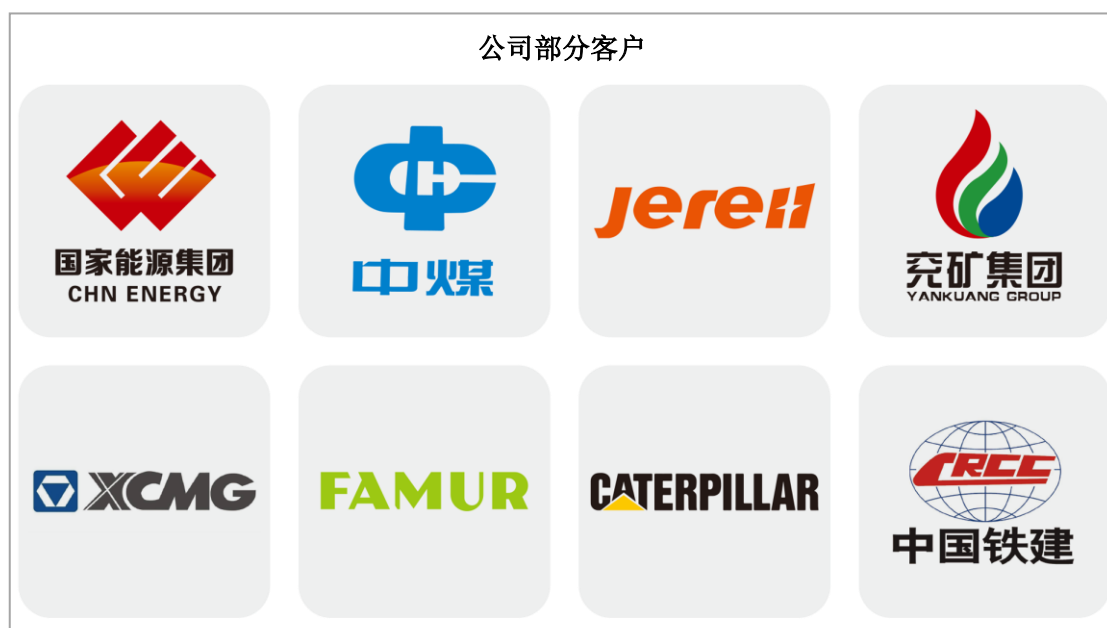 公司部分客户
国家能源集团
CHN ENERGY
中煤
Jereh
兖矿集团
YANKUANG GROUP
XCMG
FAMUR
CATERPILLAR
CRCC
中国铁建